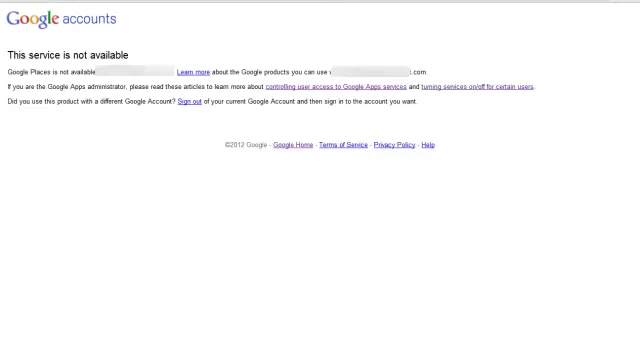 Google accounts
This service is not available
Google Places is not available Learn more about the Google products you can use .com.
If you are the Google Apps administrator, please read these articles to learn more about controlling user access to Google Apps services and turning services on/off for certain users.
Did you use this product with a different Google Account? Sign out of your current Google Account and then sign in to the account you want.
©2012 Google - Google Home - Terms of Service - Privacy Policy - Help